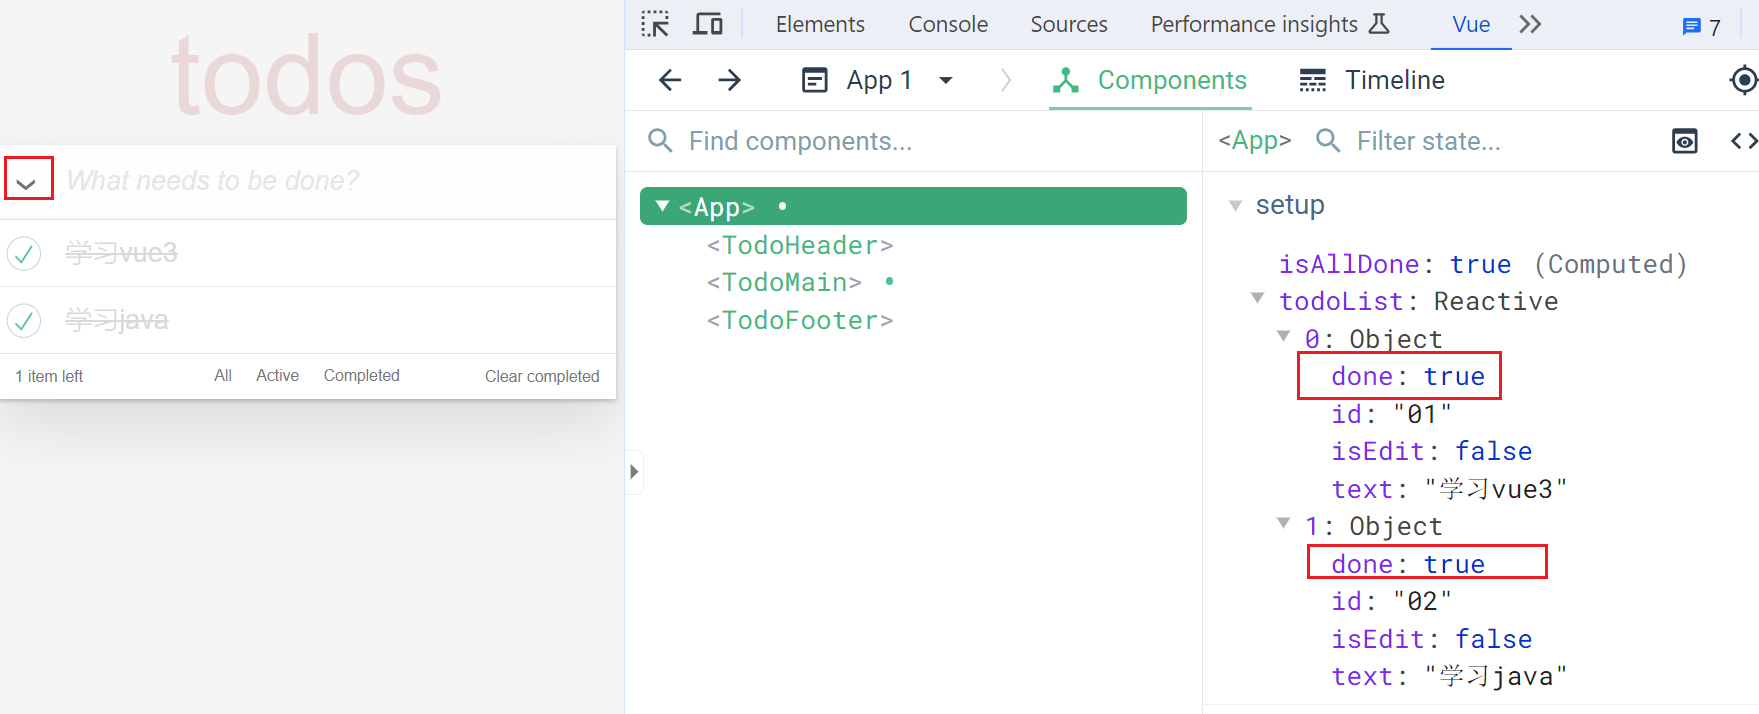 todos
What needs to be done?
学习vue3
学习java
1 item left All Active Completed Clear completed
Elements Console Sources Performance insights Vue 7
App 1 Components Timeline
Find components...
<App>
<TodoHeader>
<TodoMain>
<TodoFooter>
<App> Filter state...
setup
isAllDone: true (Computed)
todoList: Reactive
0: Object
done: true
id: "01"
isEdit: false
text: "学习vue3"
1: Object
done: true
id: "02"
isEdit: false
text: "学习java"